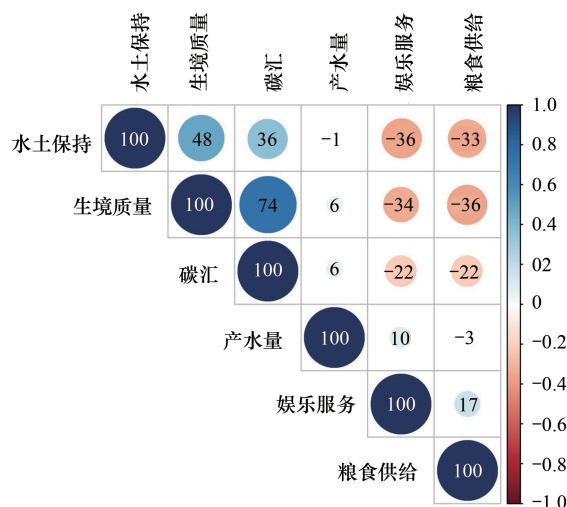 水土保持
生境质量
碳汇
产水量
娱乐服务
粮食供给
水土保持 100 48 36 −1 −36 −33
生境质量 100 74 6 −34 −36
碳汇 100 6 −22 −22
产水量 100 10 −3
娱乐服务 100 17
粮食供给 100
1.0
0.8
0.6
0.4
02
0
−0.2
−0.4
−0.6
−0.8
−1.0